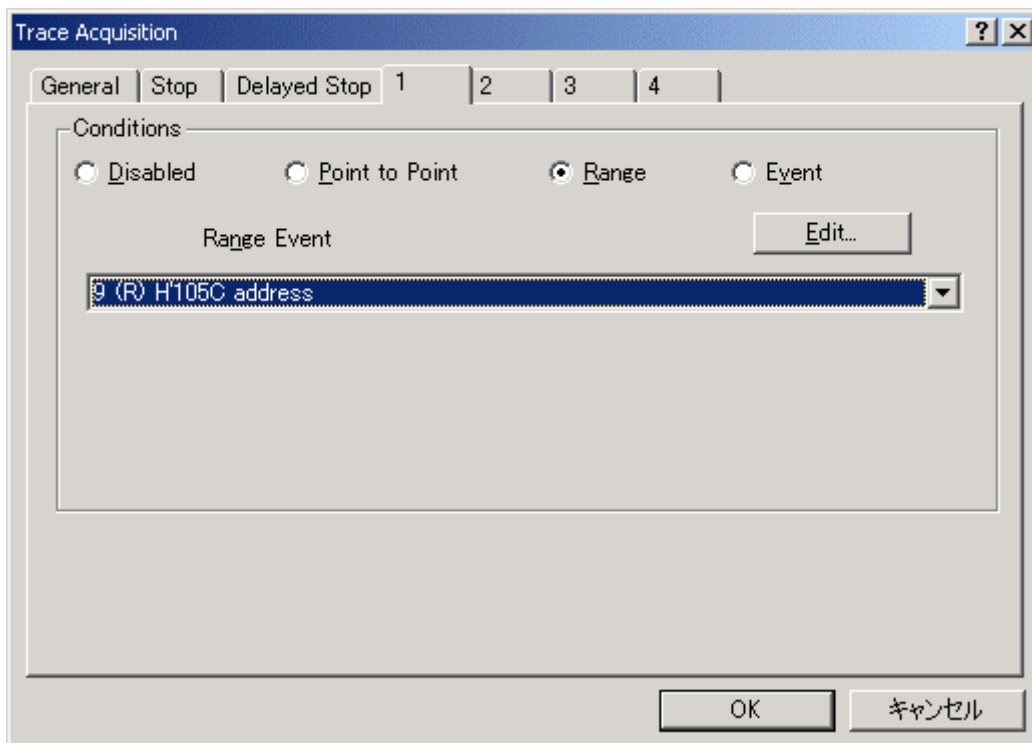 Trace Acquisition
General Stop Delayed Stop 1 2 3 4
Conditions
Disabled Point to Point Range Event
Range Event Edit...
9 (R) H'105C address
OK キャンセル